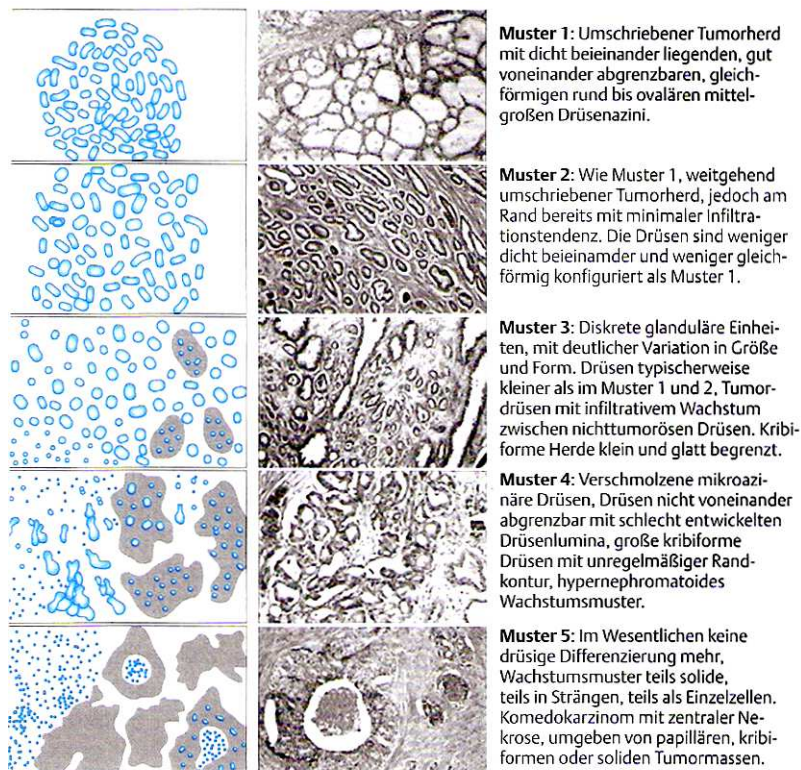 Muster 1: Umschriebener Tumorherd
mit dicht beieinander liegenden, gut
voneinander abgrenzbaren, gleich-
förmigen rund bis ovalären mittel-
großen Drüsenazini.
Muster 2: Wie Muster 1, weitgehend
umschriebener Tumorherd, jedoch am
Rand bereits mit minimaler Infiltra-
tionstendenz. Die Drüsen sind weniger
dicht beieinamder und weniger gleich-
förmig konfiguriert als Muster 1.
Muster 3: Diskrete glanduläre Einhei-
ten, mit deutlicher Variation in Größe
und Form. Drüsen typischerweise
kleiner als im Muster 1 und 2, Tumor-
drüsen mit infiltrativem Wachstum
zwischen nichttumorösen Drüsen. Kribi-
forme Herde klein und glatt begrenzt.
Muster 4: Verschmolzene mikroazi-
näre Drüsen, Drüsen nicht voneinander
abgrenzbar mit schlecht entwickelten
Drüsenlumina, große kribiforme
Drüsen mit unregelmäßiger Rand-
kontur, hypernephromatoides
Wachstumsmuster.
Muster 5: Im Wesentlichen keine
drüsige Differenzierung mehr,
Wachstumsmuster teils solide,
teils in Strängen, teils als Einzelzellen.
Komedokarzinom mit zentraler Ne-
krose, umgeben von papillären, kribi-
formen oder soliden Tumormassen.